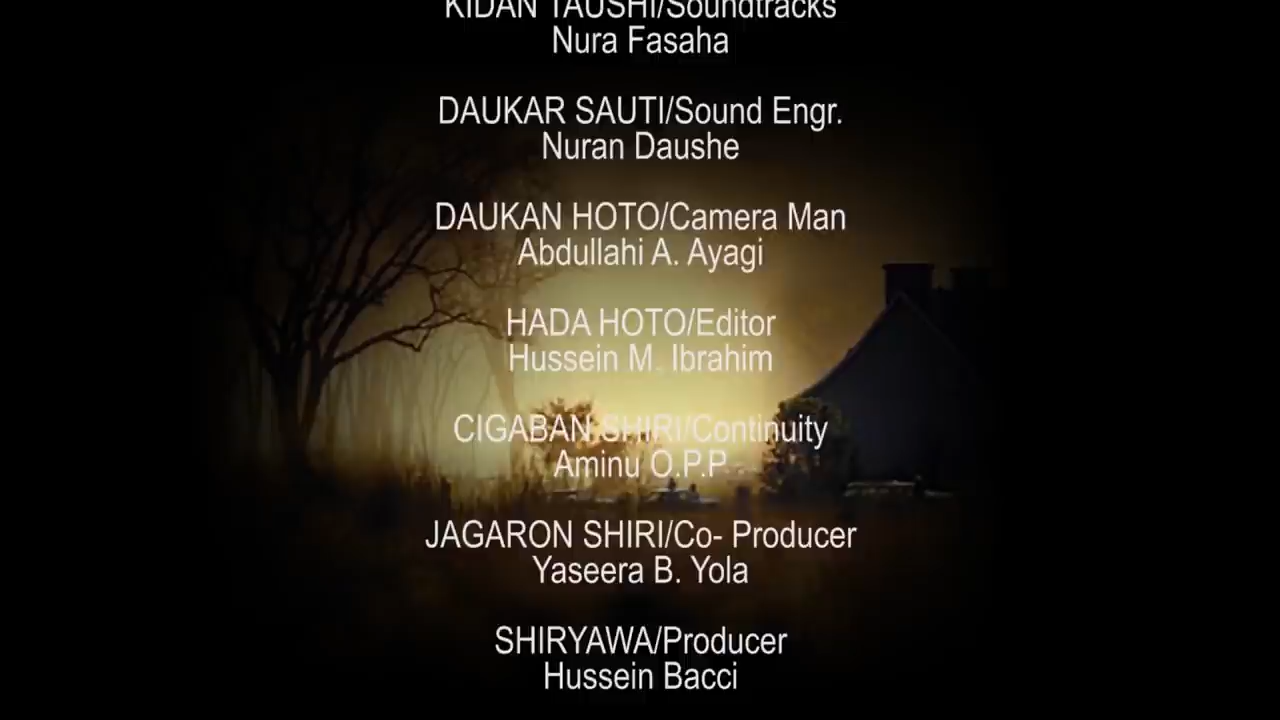 KIDAN TAUSHI/Soundtracks
Nura Fasaha
DAUKAR SAUTI/Sound Engr.
Nuran Daushe
DAUKAN HOTO/Camera Man
Abdullahi A. Ayagi
HADA HOTO/Editor
Hussein M. Ibrahim
CIGABAN SHIRI/Continuity
Aminu O.P.P
JAGARON SHIRI/Co- Producer
Yaseera B. Yola
SHIRYAWA/Producer
Hussein Bacci